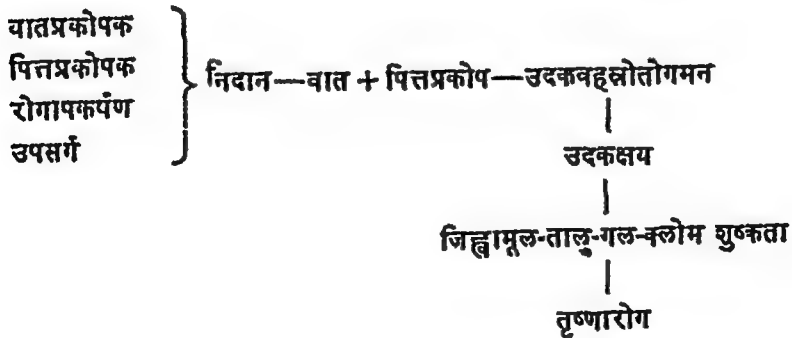 वातप्रकोपक
पित्तप्रकोपक
रोगापकर्षण
उपसर्ग
निदान—वात + पित्तप्रकोप—उदकवहस्रोतोगमन
उदकक्षय
जिह्वामूल-तालु-गल-क्लोम शुष्कता
तृष्णारोग